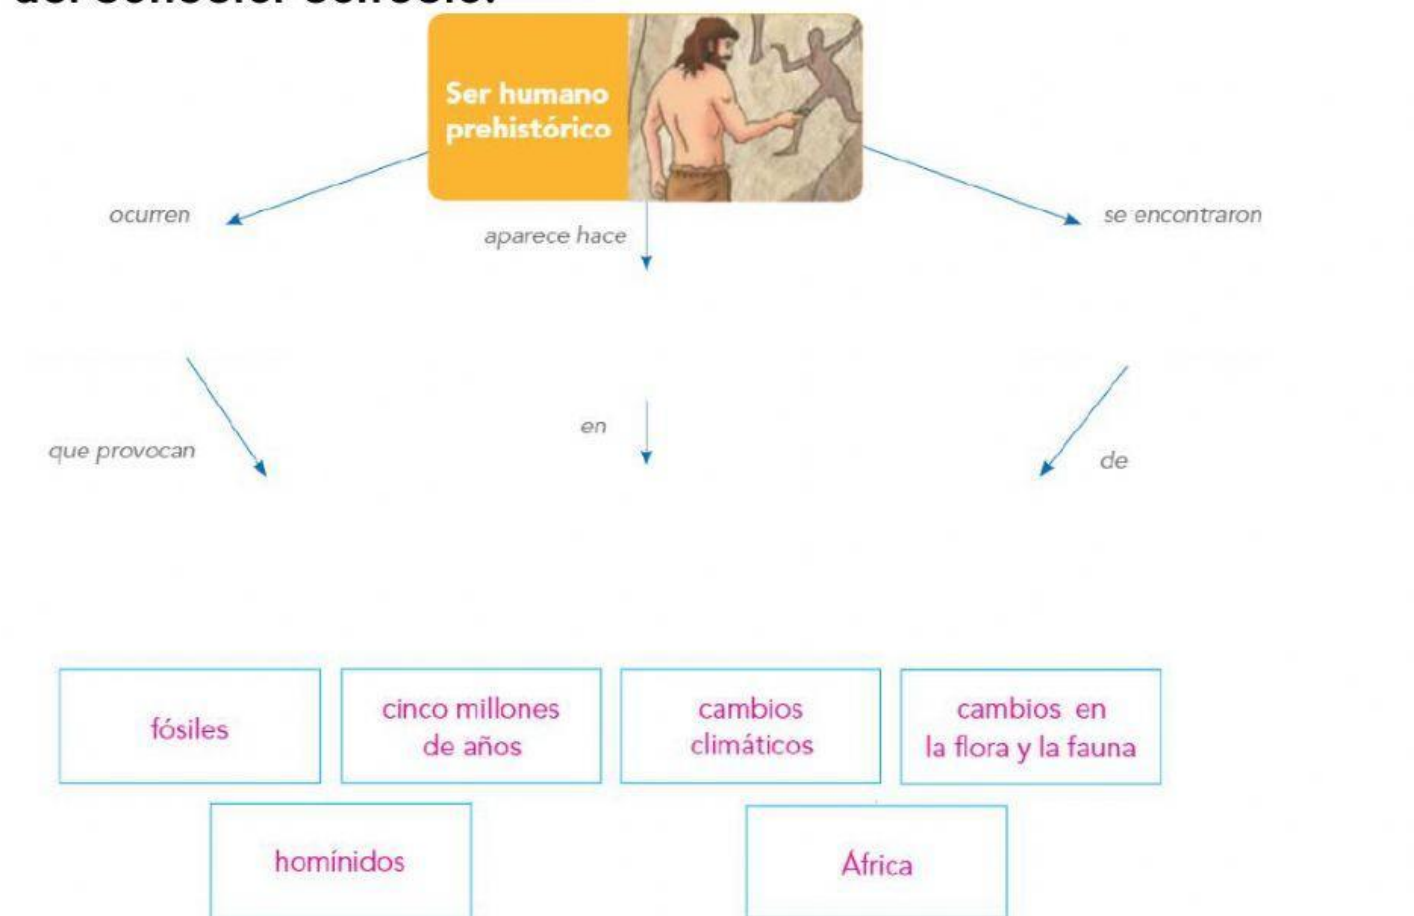 Ser humano
prehistórico
ocurren
aparece hace
se encontraron
que provocan
en
de
fósiles
cinco millones
de años
cambios
climáticos
cambios en
la flora y la fauna
homínidos
África